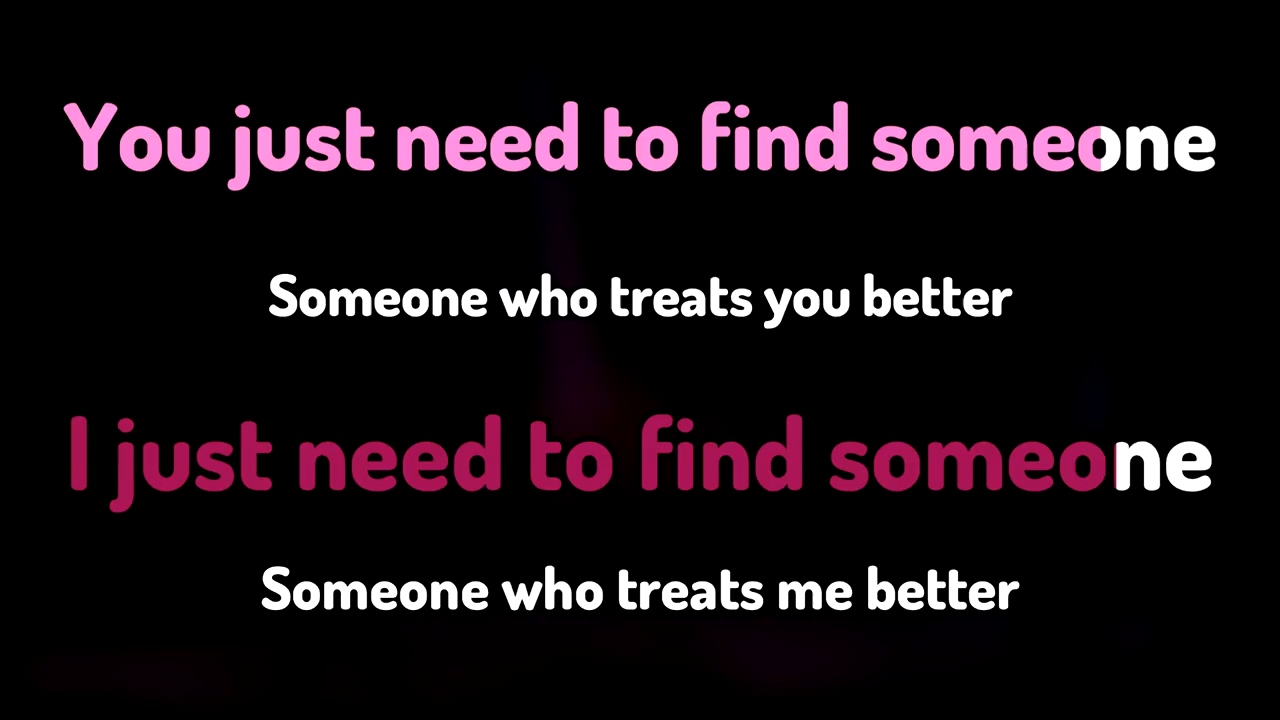 You just need to find someone
Someone who treats you better
I just need to find someone
Someone who treats me better